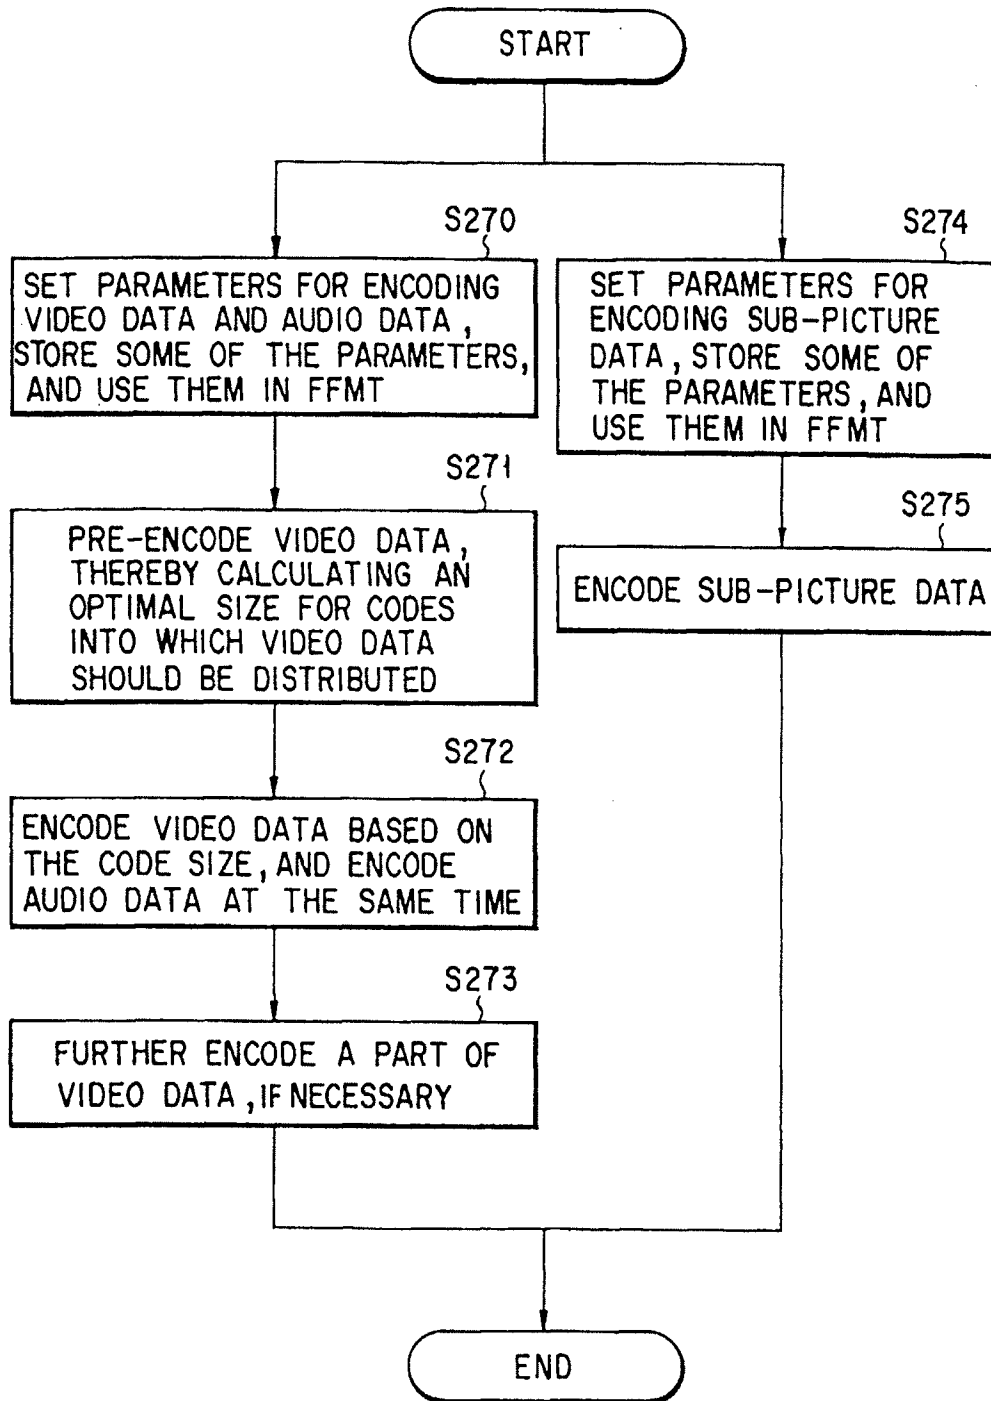 START
S270
SET PARAMETERS FOR ENCODING
VIDEO DATA AND AUDIO DATA,
STORE SOME OF THE PARAMETERS,
AND USE THEM IN FFMT
S271
PRE-ENCODE VIDEO DATA,
THEREBY CALCULATING AN
OPTIMAL SIZE FOR CODES
INTO WHICH VIDEO DATA
SHOULD BE DISTRIBUTED
S272
ENCODE VIDEO DATA BASED ON
THE CODE SIZE, AND ENCODE
AUDIO DATA AT THE SAME TIME
S273
FURTHER ENCODE A PART OF
VIDEO DATA, IF NECESSARY
S274
SET PARAMETERS FOR
ENCODING SUB-PICTURE
DATA, STORE SOME OF
THE PARAMETERS, AND
USE THEM IN FFMT
S275
ENCODE SUB-PICTURE DATA
END